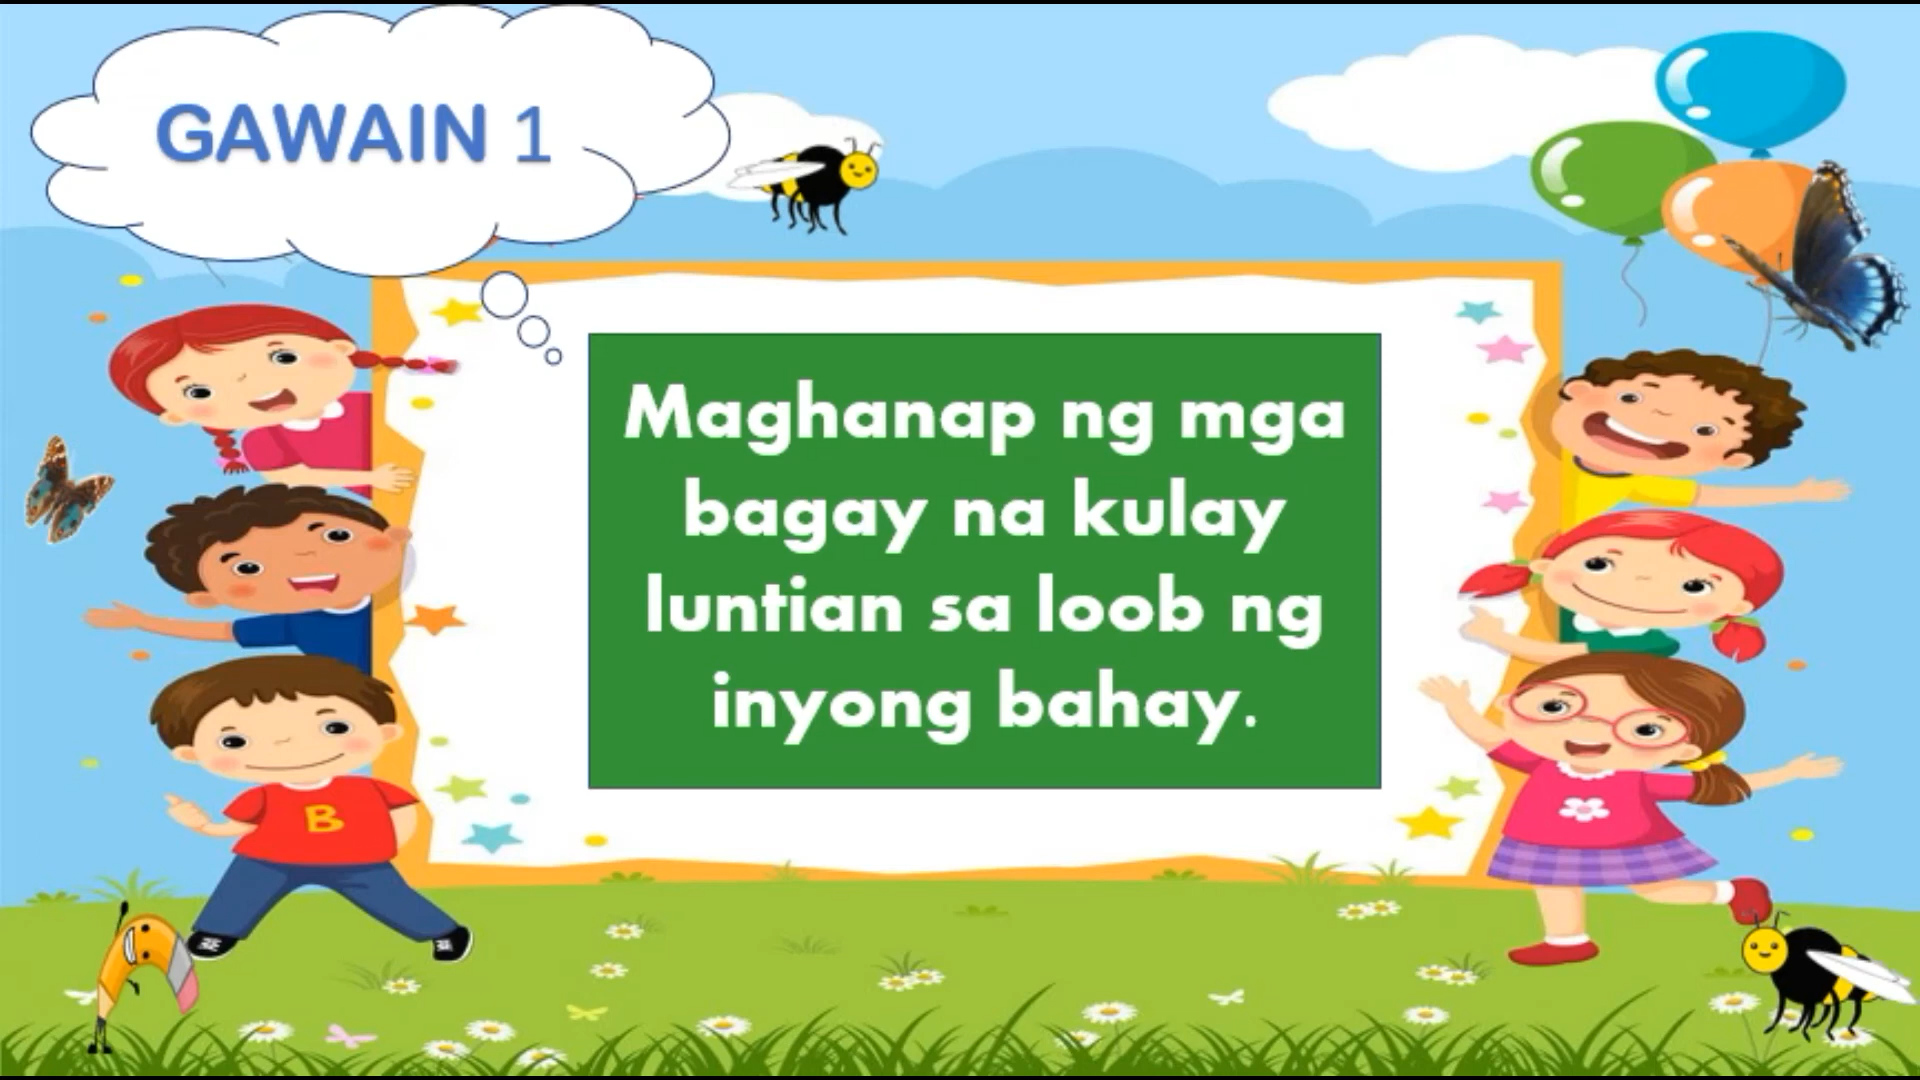 GAWAIN 1
Maghanap ng mga
bagay na kulay
luntian sa loob ng
inyong bahay.
B